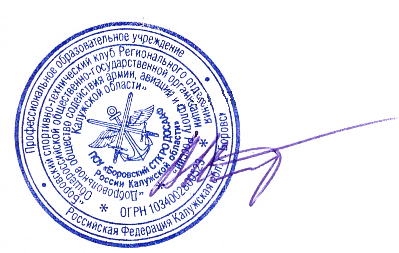 Профессиональное образовательное учреждение
"Боровский спортивно-технический клуб Регионального отделения
Общероссийской общественно-государственной организации
"Добровольное общество содействия армии, авиации и флоту
Калужской области"
ПОУ «Боровский СТК РО ДОСААФ
России Калужской области»
* ОГРН
Российская Федерация Калужская обл. г. Боровск